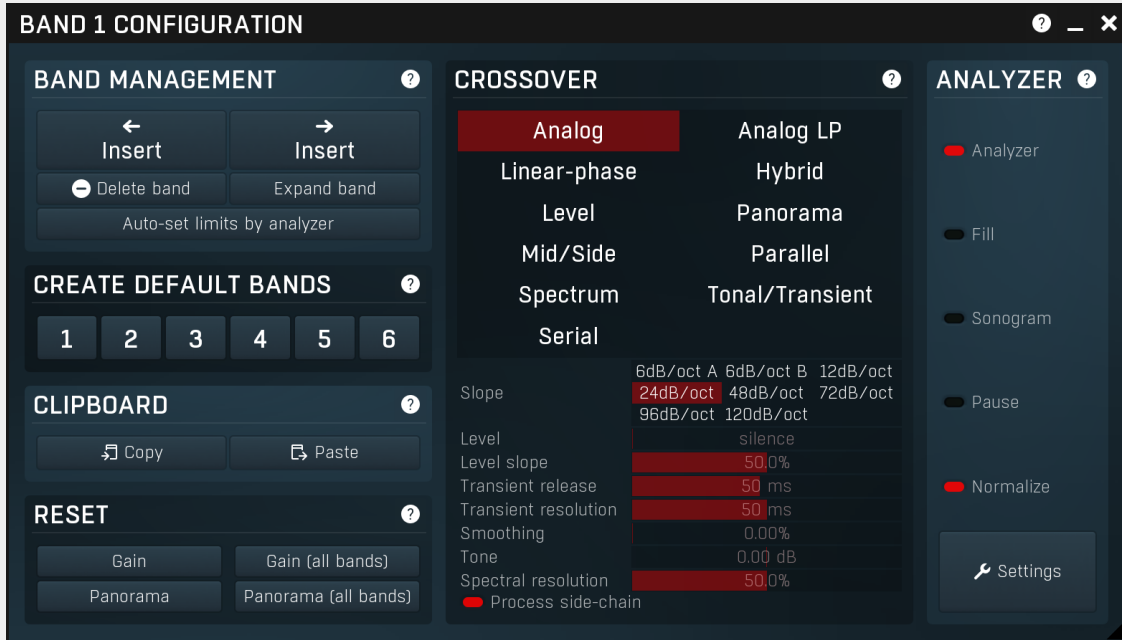 BAND 1 CONFIGURATION
?
BAND MANAGEMENT ?
← →
Insert Insert
Delete band Expand band
Auto-set limits by analyzer
CREATE DEFAULT BANDS ?
1 2 3 4 5 6
CLIPBOARD ?
Copy Paste
RESET ?
Gain Gain (all bands)
Panorama Panorama (all bands)
CROSSOVER ?
Analog Analog LP
Linear-phase Hybrid
Level Panorama
Mid/Side Parallel
Spectrum Tonal/Transient
Serial
6dB/oct A 6dB/oct B 12dB/oct
Slope 24dB/oct 48dB/oct 72dB/oct
96dB/oct 120dB/oct
Level silence
Level slope 50.0%
Transient release 50 ms
Transient resolution 50 ms
Smoothing 0.00%
Tone 0.00 dB
Spectral resolution 50.0%
Process side-chain
ANALYZER ?
Analyzer
Fill
Sonogram
Pause
Normalize
Settings